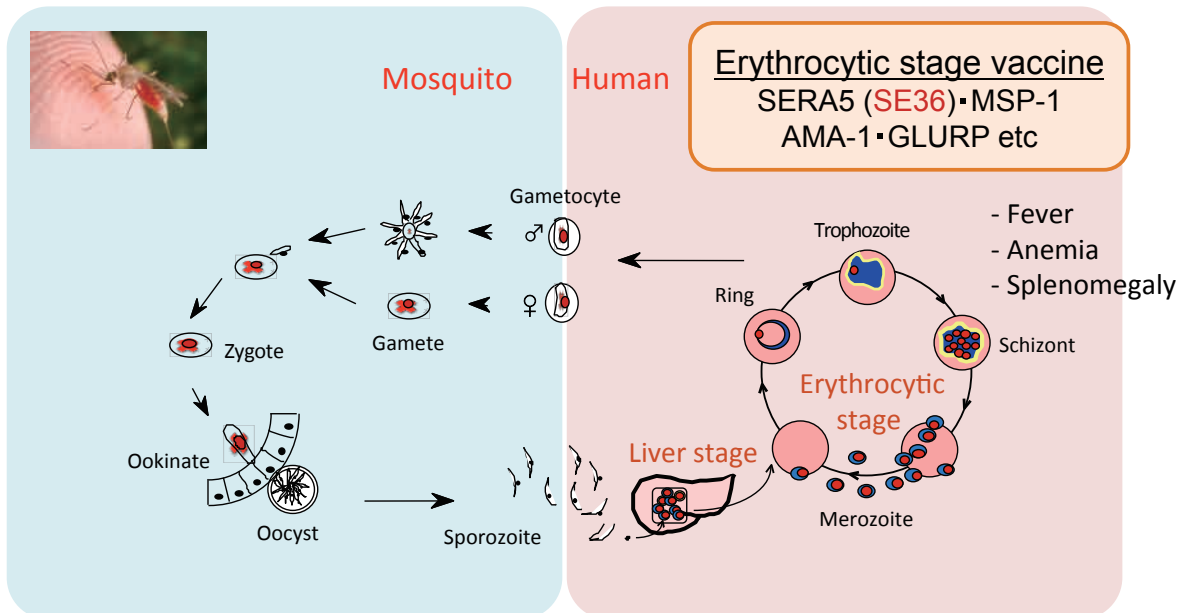 Mosquito
Human
Erythrocytic stage vaccine
SERA5 (SE36)・MSP-1
AMA-1・GLURP etc
Gametocyte
♂
♀
Gamete
Zygote
Ookinate
Oocyst
Sporozoite
Liver stage
Trophozoite
Ring
Schizont
Erythrocytic
stage
Merozoite
- Fever
- Anemia
- Splenomegaly